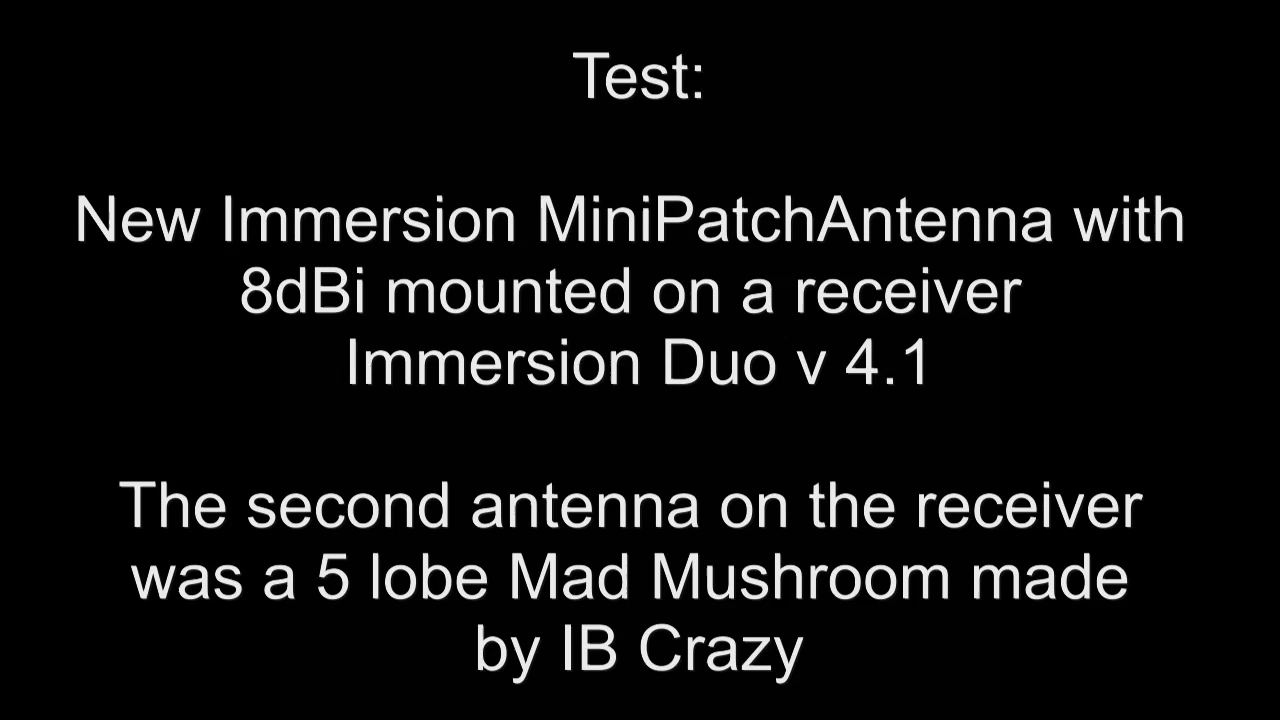 Test:
New Immersion MiniPatchAntenna with
8dBi mounted on a receiver
Immersion Duo v 4.1
The second antenna on the receiver
was a 5 lobe Mad Mushroom made
by IB Crazy